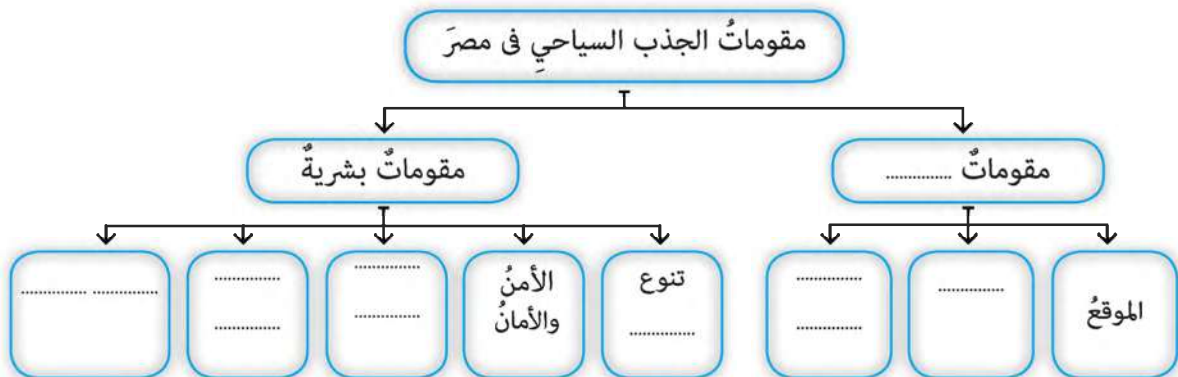 مقوماتُ الجذب السياحيِ فى مصرَ
مقوماتٌ ...............
مقوماتٌ بشريةٌ
الموقعُ
...............
...............
...............
تنوع
...............
الأمنُ
والأمانُ
...............
...............
...............
...............
............... ...............